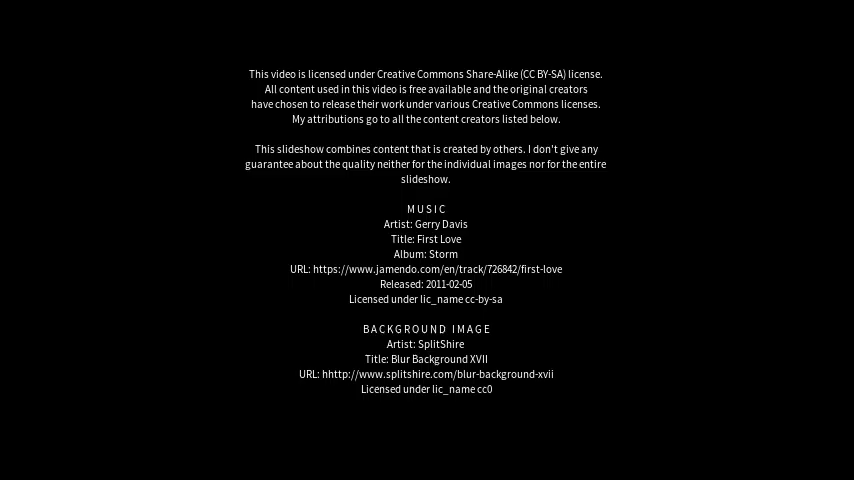 This video is licensed under Creative Commons Share-Alike (CC BY-SA) license.
All content used in this video is free available and the original creators
have chosen to release their work under various Creative Commons licenses.
My attributions go to all the content creators listed below.
This slideshow combines content that is created by others. I don't give any
guarantee about the quality neither for the individual images nor for the entire
slideshow.
MUSIC
Artist: Gerry Davis
Title: First Love
Album: Storm
URL: https://www.jamendo.com/en/track/726842/first-love
Released: 2011-02-05
Licensed under lic_name cc-by-sa
BACKGROUND IMAGE
Artist: SplitShire
Title: Blur Background XVII
URL: hhttp://www.splitshire.com/blur-background-xvii
Licensed under lic_name cc0